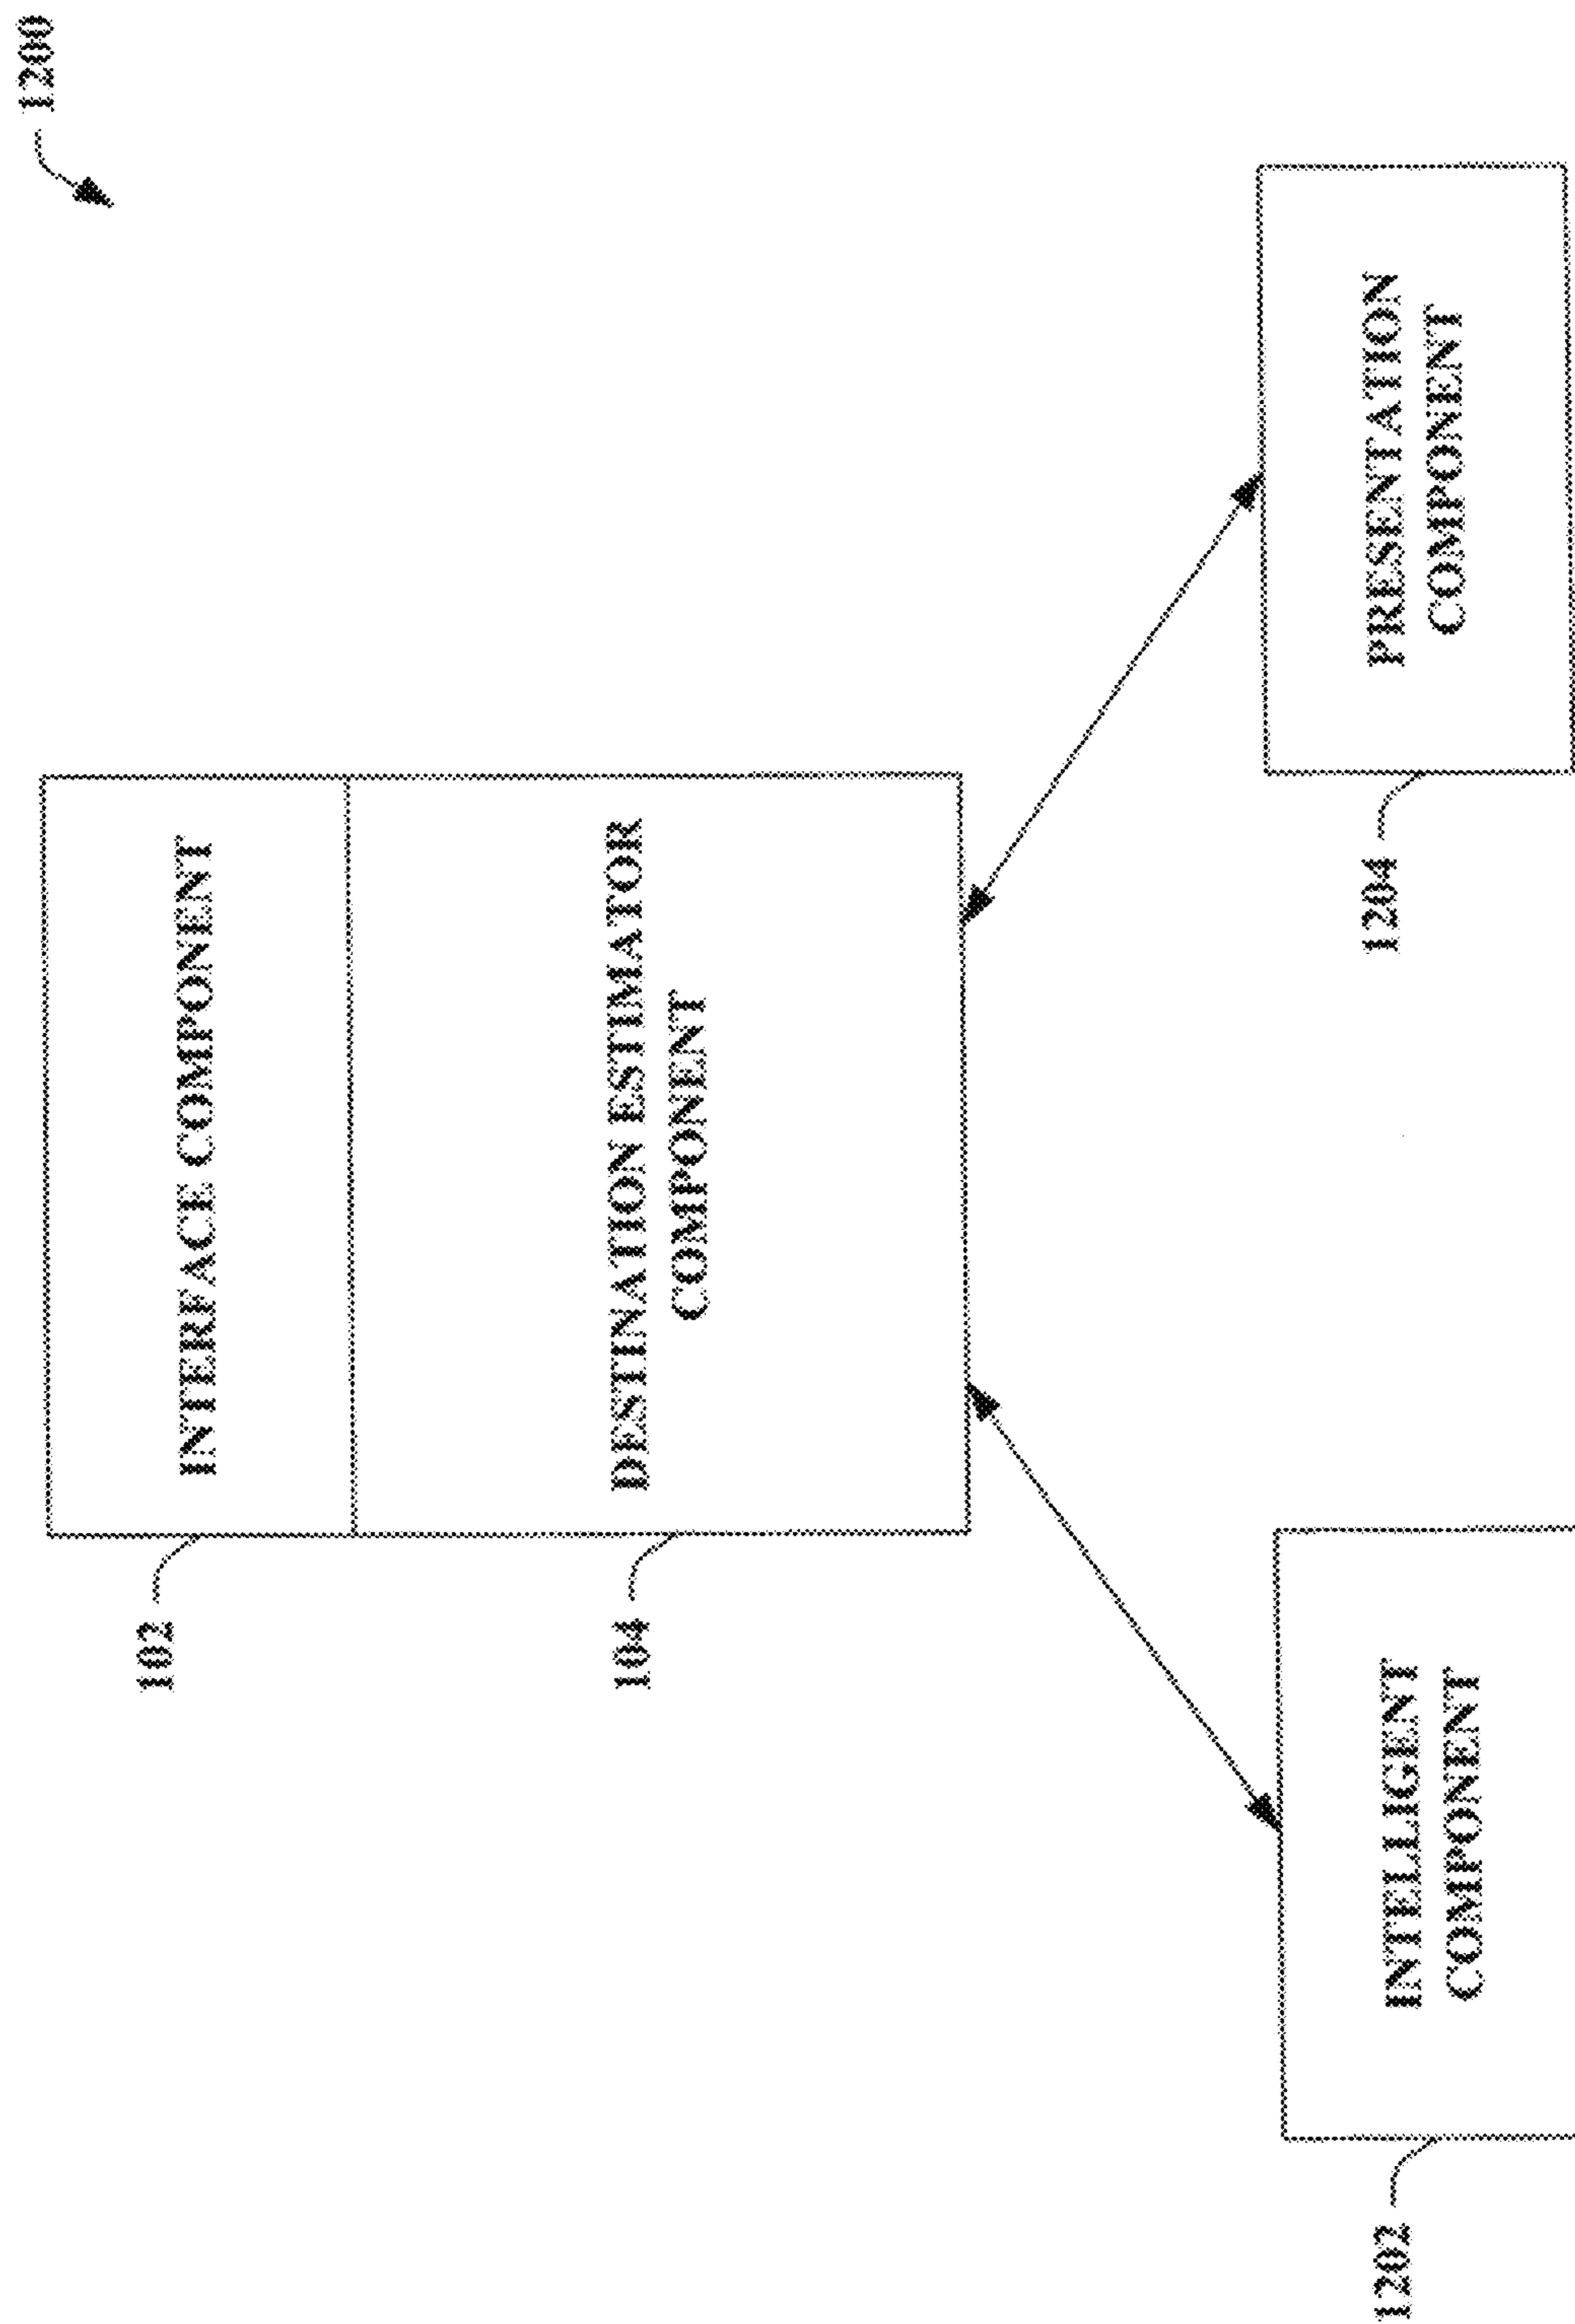 1200
102
INTERFACE COMPONENT
104
DESTINATION ESTIMATOR
COMPONENT
1202
INTELLIGENT
COMPONENT
1204
PRESENTATION
COMPONENT